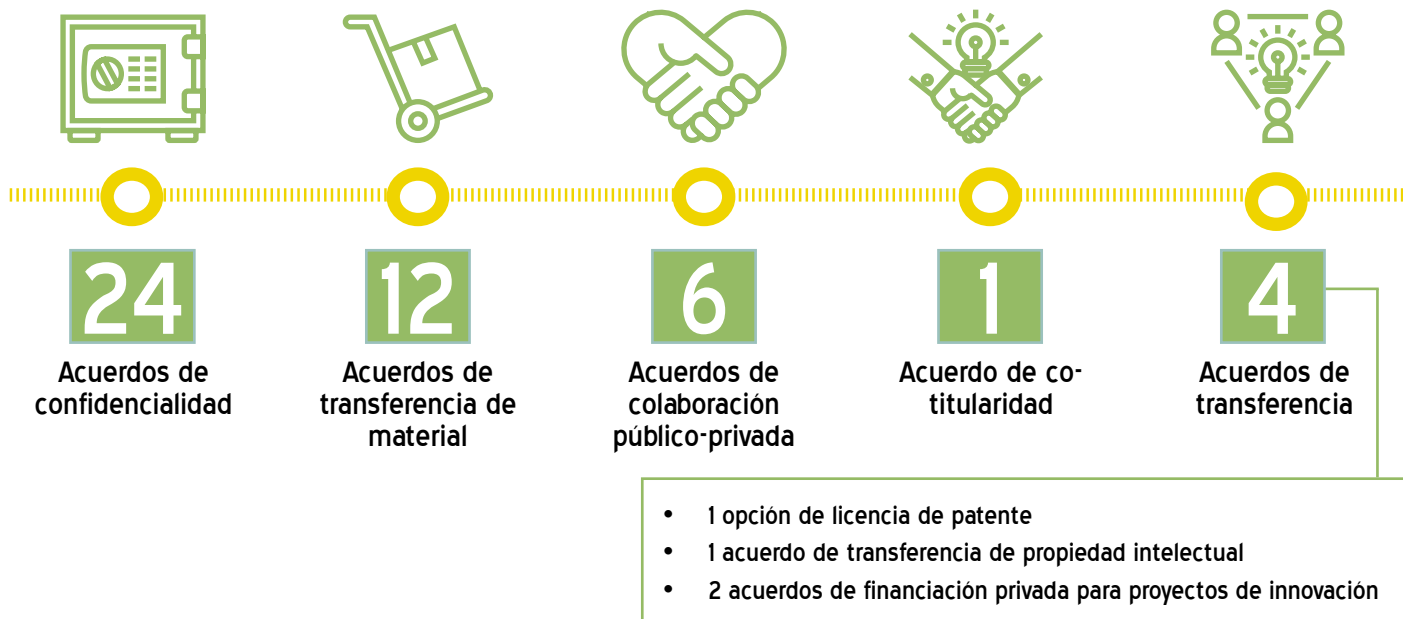 24
Acuerdos de
confidencialidad
12
Acuerdos de
transferencia de
material
6
Acuerdos de
colaboración
público-privada
1
Acuerdo de co-
titularidad
4
Acuerdos de
transferencia
• 1 opción de licencia de patente
• 1 acuerdo de transferencia de propiedad intelectual
• 2 acuerdos de financiación privada para proyectos de innovación